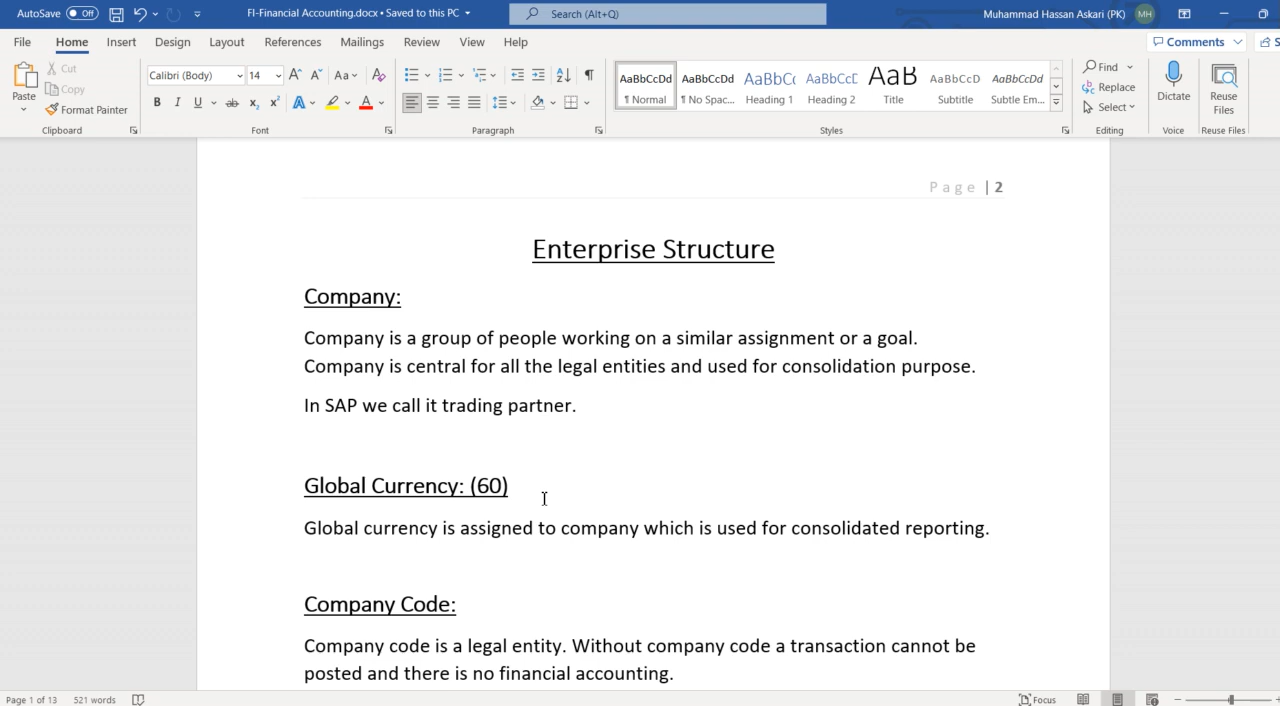 AutoSave Off FI-Financial Accounting.docx • Saved to this PC Search (Alt+Q) Muhammad Hassan Askari (PK) MH
File Home Insert Design Layout References Mailings Review View Help Comments S
Paste Cut Copy Format Painter
Calibri (Body) 14
AaBbCcDd AaBbCcDd AaBbC AaBbCcD AaB AaBbCcDd AaBbCcDd
¶ Normal ¶ No Spac... Heading 1 Heading 2 Title Subtitle Subtle Em...
Find Replace Select
Dictate Reuse Files
Clipboard Font Paragraph Styles Editing Voice Reuse Files
Page | 2
Enterprise Structure
Company:
Company is a group of people working on a similar assignment or a goal.
Company is central for all the legal entities and used for consolidation purpose.
In SAP we call it trading partner.
Global Currency: (60)
Global currency is assigned to company which is used for consolidated reporting.
Company Code:
Company code is a legal entity. Without company code a transaction cannot be
posted and there is no financial accounting.
Page 1 of 13 521 words Focus